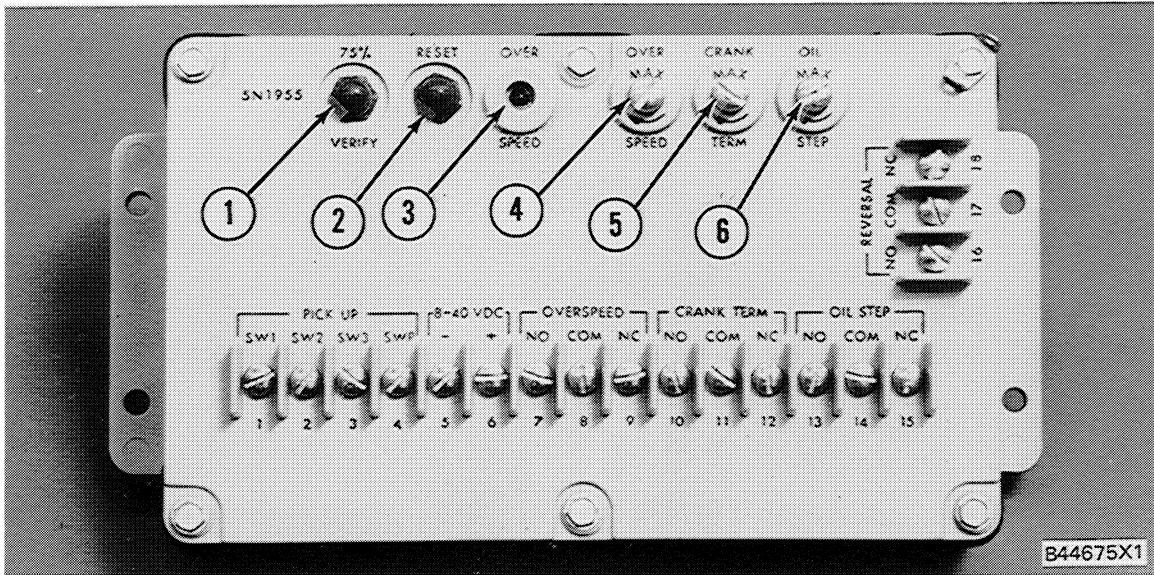 75% RESET OVER OVER CRANK OIL
MAX MAX MAX
5N1955
VERIFY SPEED SPEED TERM STEP
1 2 3 4 5 6
REVERSAL
NC 18
COM 17
NO 16
PICK UP 8-40 VDC OVERSPEED CRANK TERM OIL STEP
SW1 SW2 SW3 SWP - + NO COM NC NO COM NC NO COM NC
1 2 3 4 5 6 7 8 9 10 11 12 13 14 15
B44675X1